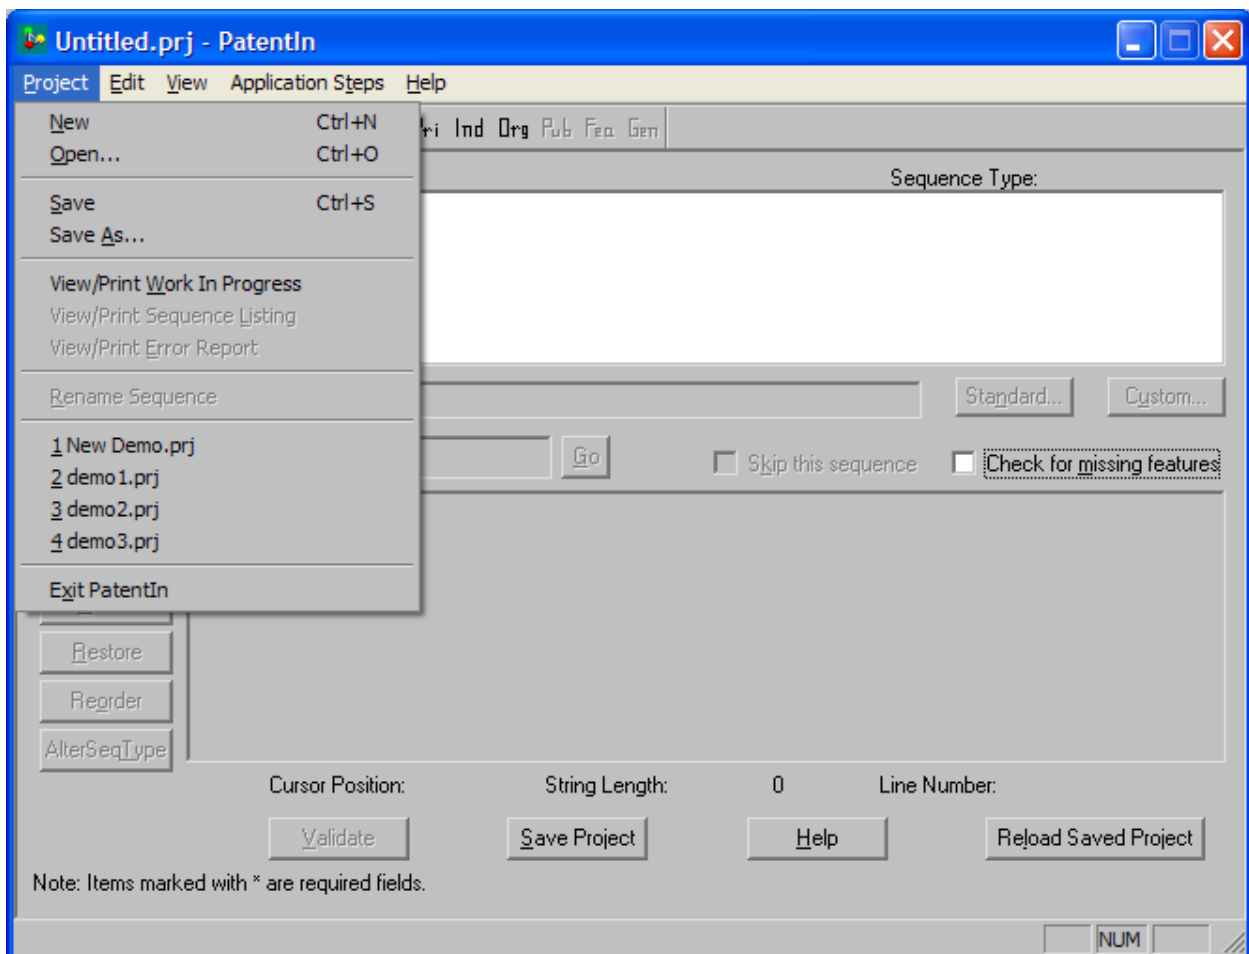 Untitled.prj - PatentIn
Project Edit View Application Steps Help
New Ctrl+N
Open... Ctrl+O
Save Ctrl+S
Save As...
View/Print Work In Progress
View/Print Sequence Listing
View/Print Error Report
Rename Sequence
1 New Demo.prj
2 demo1.prj
3 demo2.prj
4 demo3.prj
Exit PatentIn
Ind Org Pub Fea Gen
Sequence Type:
Standard... Custom...
Go Skip this sequence Check for missing features
Restore
Reorder
AlterSeqType
Cursor Position: String Length: 0 Line Number:
Validate Save Project Help Reload Saved Project
Note: Items marked with * are required fields.
NUM